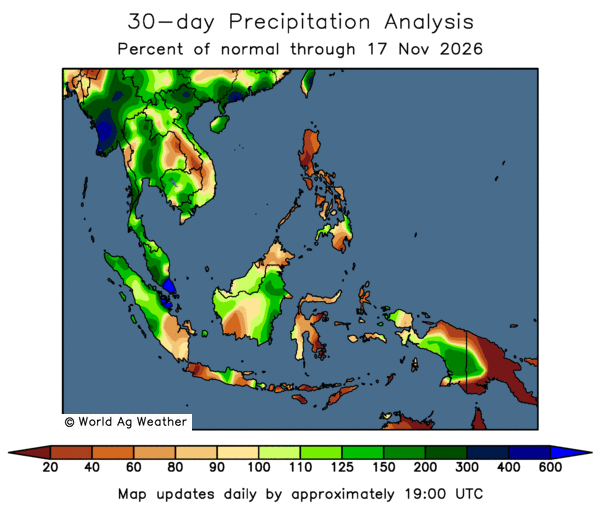 30-day Precipitation Analysis
Percent of normal through 17 Nov 2026
© World Ag Weather
20 40 60 80 90 100 110 125 150 200 300 400 600
Map updates daily by approximately 19:00 UTC